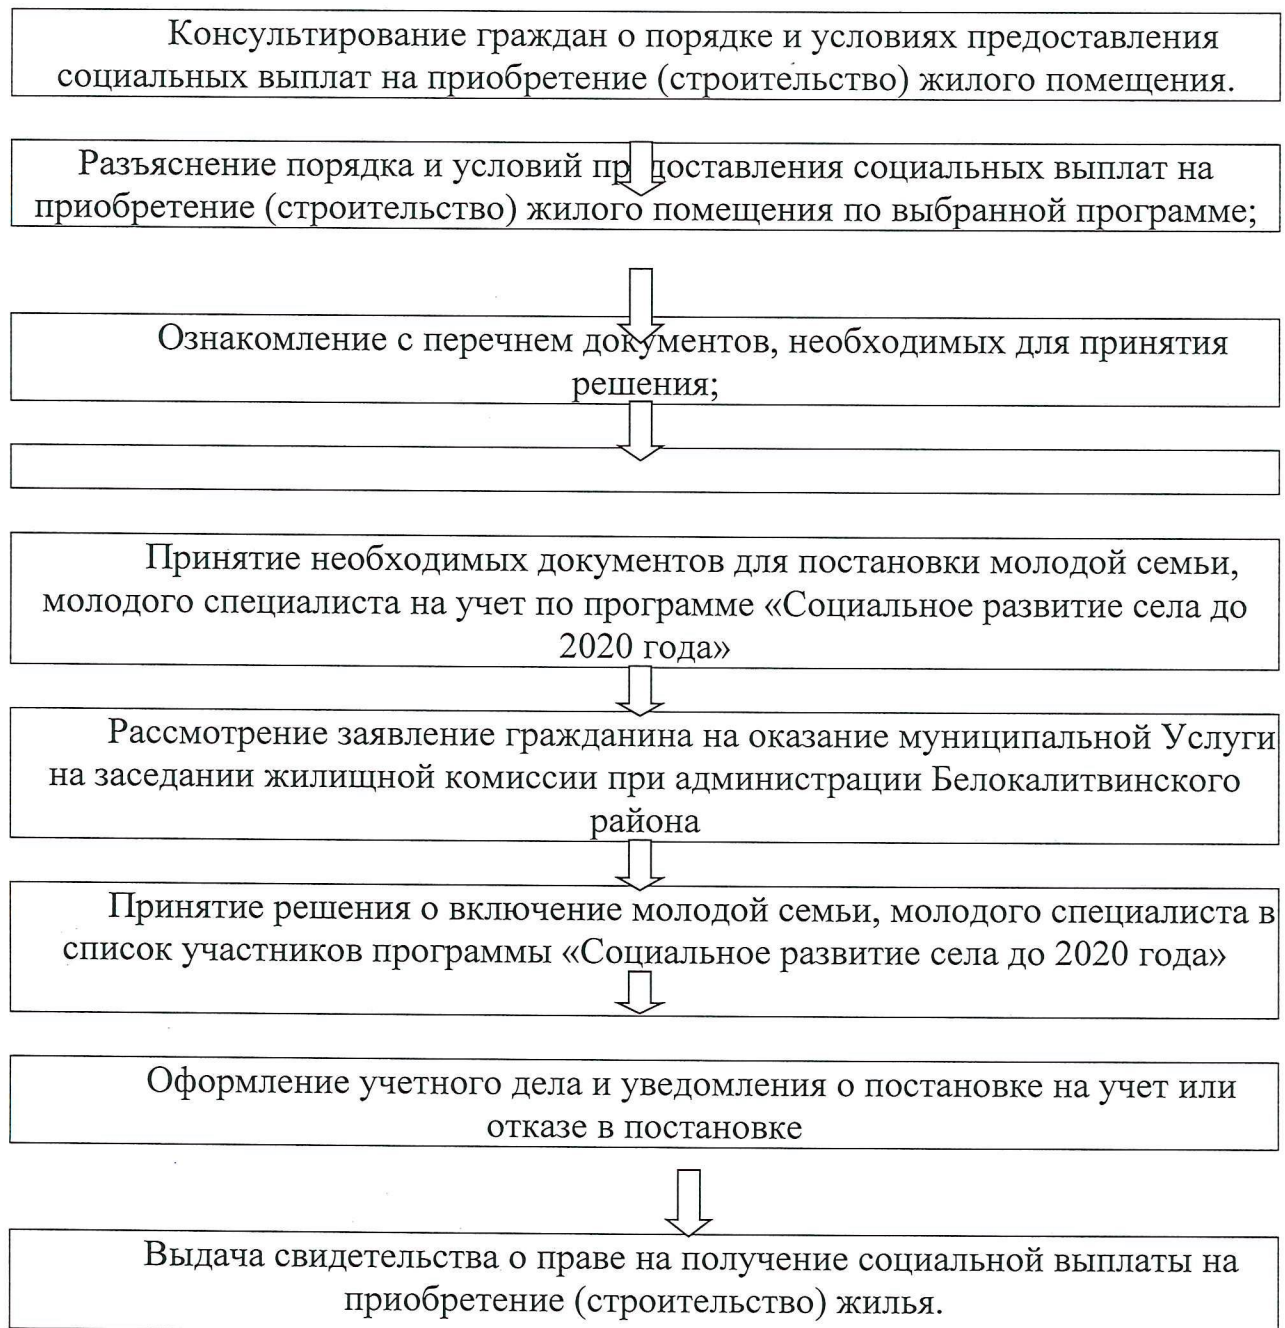 Консультирование граждан о порядке и условиях предоставления
социальных выплат на приобретение (строительство) жилого помещения.
Разъяснение порядка и условий предоставления социальных выплат на
приобретение (строительство) жилого помещения по выбранной программе;
Ознакомление с перечнем документов, необходимых для принятия
решения;
Принятие необходимых документов для постановки молодой семьи,
молодого специалиста на учет по программе «Социальное развитие села до
2020 года»
Рассмотрение заявление гражданина на оказание муниципальной Услуги
на заседании жилищной комиссии при администрации Белокалитвинского
района
Принятие решения о включение молодой семьи, молодого специалиста в
список участников программы «Социальное развитие села до 2020 года»
Оформление учетного дела и уведомления о постановке на учет или
отказе в постановке
Выдача свидетельства о праве на получение социальной выплаты на
приобретение (строительство) жилья.